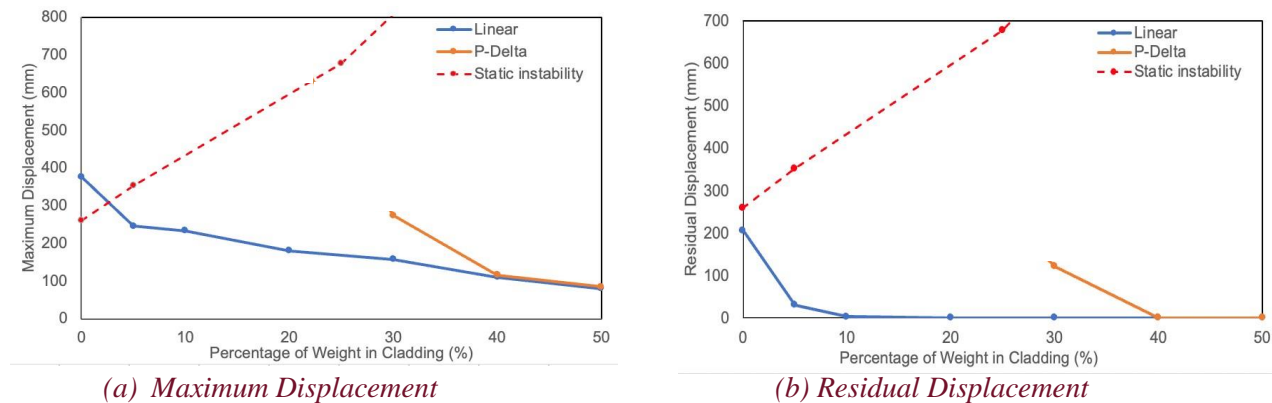 800
700
600
500
400
300
200
100
0
Maximum Displacement (mm)
Linear
P-Delta
Static instability
0 10 20 30 40 50
Percentage of Weight in Cladding (%)
(a) Maximum Displacement
700
600
500
400
300
200
100
0
Residual Displacement (mm)
Linear
P-Delta
Static instability
0 10 20 30 40 50
Percentage of Weight in Cladding (%)
(b) Residual Displacement